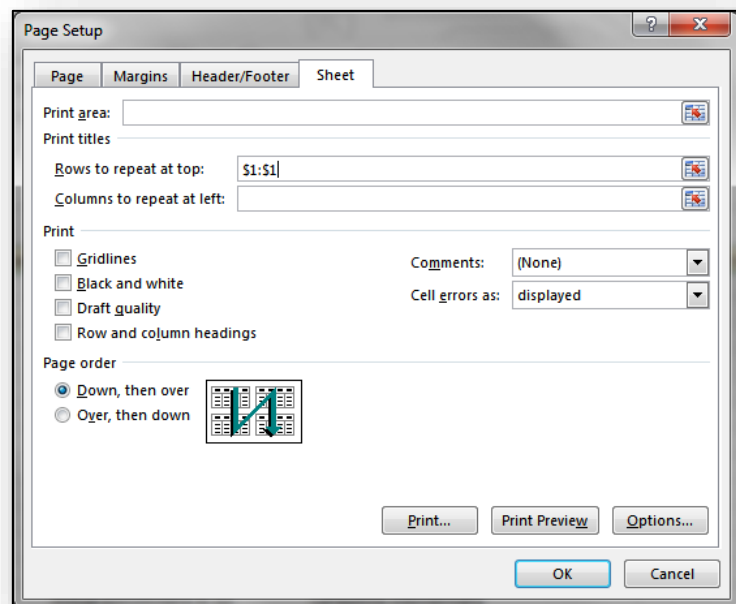 Page Setup
Page Margins Header/Footer Sheet
Print area:
Print titles
Rows to repeat at top: $1:$1
Columns to repeat at left:
Print
Gridlines
Comments: (None)
Black and white
Cell errors as: displayed
Draft quality
Row and column headings
Page order
Down, then over
Over, then down
Print... Print Preview Options...
OK Cancel